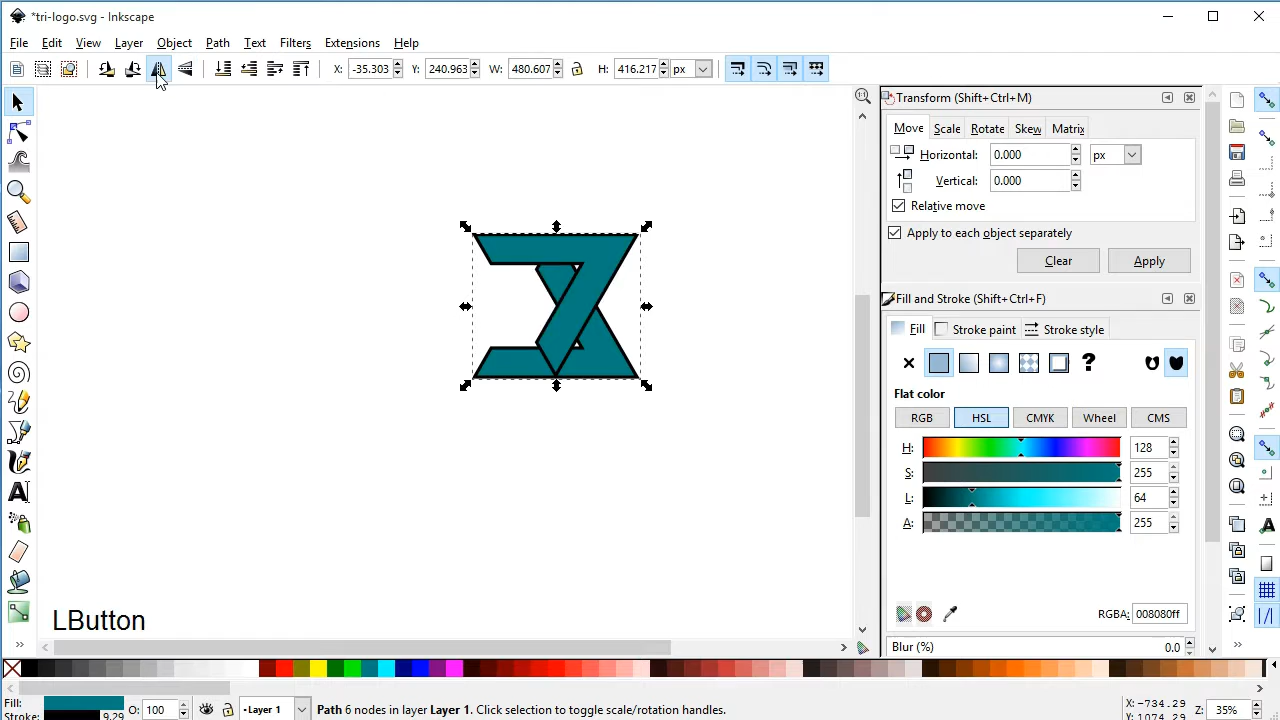 *tri-logo.svg - Inkscape
File Edit View Layer Object Path Text Filters Extensions Help
X: -35.303 Y: 240.963 W: 480.607 H: 416.217 px
Transform (Shift+Ctrl+M)
Move Scale Rotate Skew Matrix
Horizontal: 0.000 px
Vertical: 0.000
Relative move
Apply to each object separately
Clear Apply
Fill and Stroke (Shift+Ctrl+F)
Fill Stroke paint Stroke style
Flat color
RGB HSL CMYK Wheel CMS
H: 128
S: 255
L: 64
A: 255
RGBA: 008080ff
Blur (%) 0.0
LButton
Fill:
Stroke: 9.29
O: 100
Layer 1
Path 6 nodes in layer Layer 1. Click selection to toggle scale/rotation handles.
X: -734.29
Z: 35%